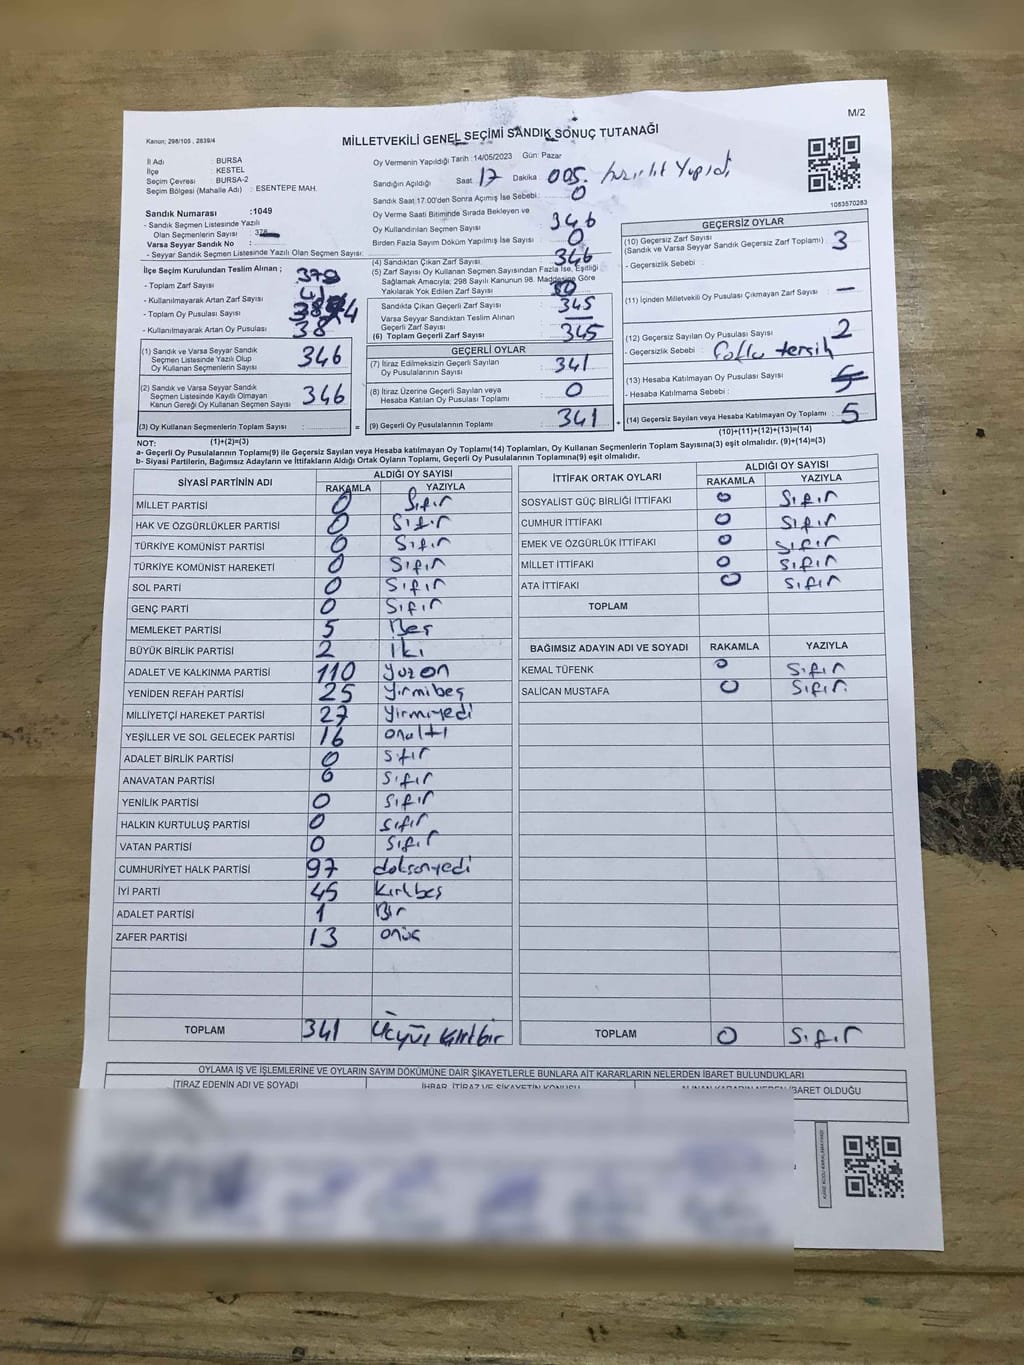 M/2
Kanun; 298/105 , 2839/4
MİLLETVEKİLİ GENEL SEÇİMİ SANDIK SONUÇ TUTANAĞI
İl Adı : BURSA
İlçe : KESTEL
Seçim Çevresi : BURSA-2
Seçim Bölgesi (Mahalle Adı) : ESENTEPE MAH.
Oy Vermenin Yapıldığı Tarih :14/05/2023 Gün: Pazar
Sandığın Açıldığı Saat 17 Dakika 005. hazırlık Yapıdı
Sandık Saat 17.00'den Sonra Açımış İse Sebebi : 0
1083570283
Sandık Numarası :1049
- Sandık Seçmen Listesinde Yazılı
Olan Seçmenlerin Sayısı :
Varsa Seyyar Sandık No :
- Seyyar Sandık Seçmen Listesinde Yazılı Olan Seçmen Sayısı:
Oy Verme Saati Bitiminde Sırada Bekleyen ve
Oy Kullandırılan Seçmen Sayısı : 346
Birden Fazla Sayım Döküm Yapılmış İse Sayısı : 0
(4) Sandıktan Çıkan Zarf Sayısı : 346
(5) Zarf Sayısı Oy Kullanan Seçmen Sayısından Fazla İse, Eşitliği
Sağlamak Amacıyla; 298 Sayılı Kanunun 98. Maddesine Göre
Yakılarak Yok Edilen Zarf Sayısı :
İlçe Seçim Kurulundan Teslim Alınan ;
- Toplam Zarf Sayısı : 379
- Kullanılmayarak Artan Zarf Sayısı :
- Toplam Oy Pusulası Sayısı :
- Kullanılmayarak Artan Oy Pusulası : 38
Sandıkta Çıkan Geçerli Zarf Sayısı : 345
Varsa Seyyar Sandıktan Teslim Alınan
Geçerli Zarf Sayısı : —
(6) Toplam Geçerli Zarf Sayısı : 345
GEÇERSİZ OYLAR
(10) Geçersiz Zarf Sayısı
(Sandık ve Varsa Seyyar Sandık Geçersiz Zarf Toplamı) : 3
- Geçersizlik Sebebi :
(11) İçinden Milletvekili Oy Pusulası Çıkmayan Zarf Sayısı : —
(12) Geçersiz Sayılan Oy Pusulası Sayısı : 2
- Geçersizlik Sebebi : Çoklu tercih
(13) Hesaba Katılmayan Oy Pusulası Sayısı :
- Hesaba Katılmama Sebebi :
(14) Geçersiz Sayılan veya Hesaba Katılmayan Oy Toplamı : 5
(10)+(11)+(12)+(13)=(14)
(1) Sandık ve Varsa Seyyar Sandık
Seçmen Listesinde Yazılı Olup
Oy Kullanan Seçmenlerin Sayısı : 346
(2) Sandık ve Varsa Seyyar Sandık
Seçmen Listesinde Kayıtlı Olmayan
Kanun Gereği Oy Kullanan Seçmen Sayısı : 346
(3) Oy Kullanan Seçmenlerin Toplam Sayısı :
(1)+(2)=(3)
GEÇERLİ OYLAR
(7) İtiraz Edilmeksizin Geçerli Sayılan
Oy Pusulalarının Sayısı : 341
(8) İtiraz Üzerine Geçerli Sayılan veya
Hesaba Katılan Oy Pusulası Toplamı : 0
= (9) Geçerli Oy Pusulalarının Toplamı : 341 +
NOT:
a- Geçerli Oy Pusulalarının Toplamı(9) ile Geçersiz Sayılan veya Hesaba katılmayan Oy Toplamı(14) Toplamları, Oy Kullanan Seçmenlerin Toplam Sayısına(3) eşit olmalıdır. (9)+(14)=(3)
b- Siyasi Partilerin, Bağımsız Adayların ve İttifakların Aldığı Ortak Oyların Toplamı, Geçerli Oy Pusulalarının Toplamına(9) eşit olmalıdır.
SİYASİ PARTİNİN ADI ALDIĞI OY SAYISI
RAKAMLA YAZIYLA
MİLLET PARTİSİ 0 Sıfır
HAK VE ÖZGÜRLÜKLER PARTİSİ 0 Sıfır
TÜRKİYE KOMÜNİST PARTİSİ 0 Sıfır
TÜRKİYE KOMÜNİST HAREKETİ 0 Sıfır
SOL PARTİ 0 Sıfır
GENÇ PARTİ 0 Sıfır
MEMLEKET PARTİSİ 5 Beş
BÜYÜK BİRLİK PARTİSİ 2 İki
ADALET VE KALKINMA PARTİSİ 110 yüzon
YENİDEN REFAH PARTİSİ 25 yirmibeş
MİLLİYETÇİ HAREKET PARTİSİ 27 yirmiyedi
YEŞİLLER VE SOL GELECEK PARTİSİ 16 onaltı
ADALET BİRLİK PARTİSİ 0 sıfır
ANAVATAN PARTİSİ 0 Sıfır
YENİLİK PARTİSİ 0 Sıfır
HALKIN KURTULUŞ PARTİSİ 0 Sıfır
VATAN PARTİSİ 0 Sıfır
CUMHURİYET HALK PARTİSİ 97 doksanyedi
İYİ PARTİ 45 Kırkbeş
ADALET PARTİSİ 1 Bir
ZAFER PARTİSİ 13 onüç
TOPLAM 341 Üçyüz Kırkbir
İTTİFAK ORTAK OYLARI ALDIĞI OY SAYISI
RAKAMLA YAZIYLA
SOSYALİST GÜÇ BİRLİĞİ İTTİFAKI 0 Sıfır
CUMHUR İTTİFAKI 0 Sıfır
EMEK VE ÖZGÜRLÜK İTTİFAKI 0 Sıfır
MİLLET İTTİFAKI 0 Sıfır
ATA İTTİFAKI 0 Sıfır
TOPLAM
BAĞIMSIZ ADAYIN ADI VE SOYADI RAKAMLA YAZIYLA
KEMAL TÜFENK 0 Sıfır
SALİCAN MUSTAFA 0 Sıfır
TOPLAM 0 Sıfır
OYLAMA İŞ VE İŞLEMLERİNE VE OYLARIN SAYIM DÖKÜMÜNE DAİR ŞİKAYETLERLE BUNLARA AİT KARARLARIN NELERDEN İBARET BULUNDUKLARI
İTİRAZ EDENİN ADI VE SOYADI İHBAR, İTİRAZ VE ŞİKAYETİN KONUSU ALINAN KARARIN NEDEN İBARET OLDUĞU